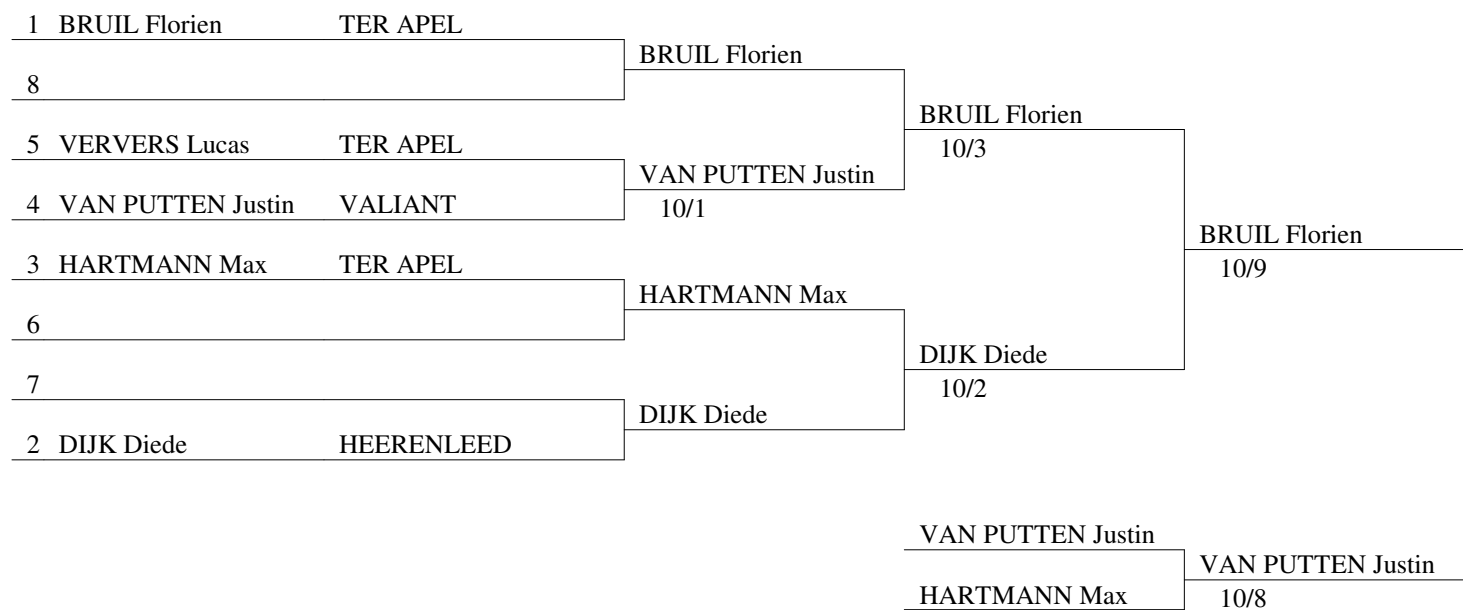 1 BRUIL Florien TER APEL
BRUIL Florien
8
BRUIL Florien
10/3
5 VERVERS Lucas TER APEL
VAN PUTTEN Justin
10/1
4 VAN PUTTEN Justin VALIANT
BRUIL Florien
10/9
3 HARTMANN Max TER APEL
HARTMANN Max
6
DIJK Diede
10/2
7
DIJK Diede
2 DIJK Diede HEERENLEED
VAN PUTTEN Justin
VAN PUTTEN Justin
10/8
HARTMANN Max